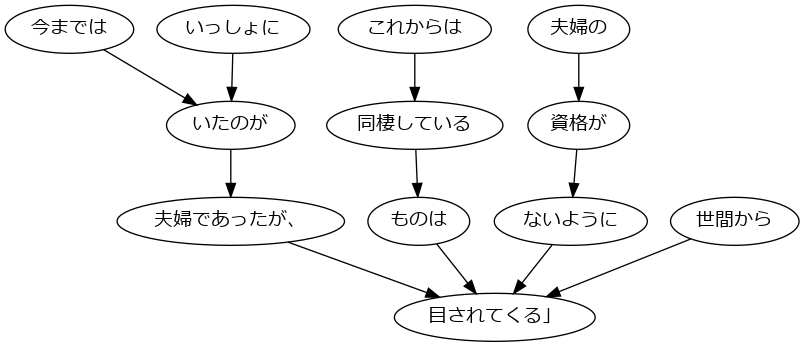 今までは
いっしょに
これからは
夫婦の
いたのが
同棲している
資格が
夫婦であったが、
ものは
ないように
世間から
目されてくる」